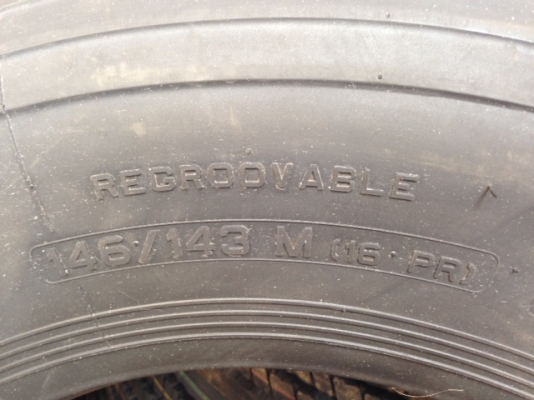 REGROOVABLE
146/143 M (16 · PR)